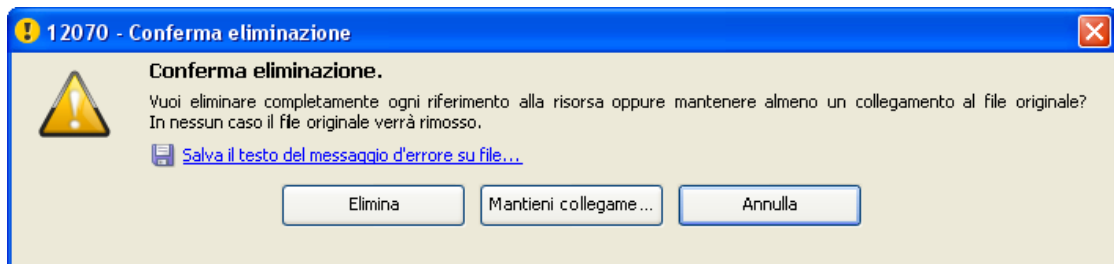 12070 - Conferma eliminazione
Conferma eliminazione.
Vuoi eliminare completamente ogni riferimento alla risorsa oppure mantenere almeno un collegamento al file originale?
In nessun caso il file originale verrà rimosso.
Salva il testo del messaggio d'errore su file...
Elimina
Mantieni collegame...
Annulla